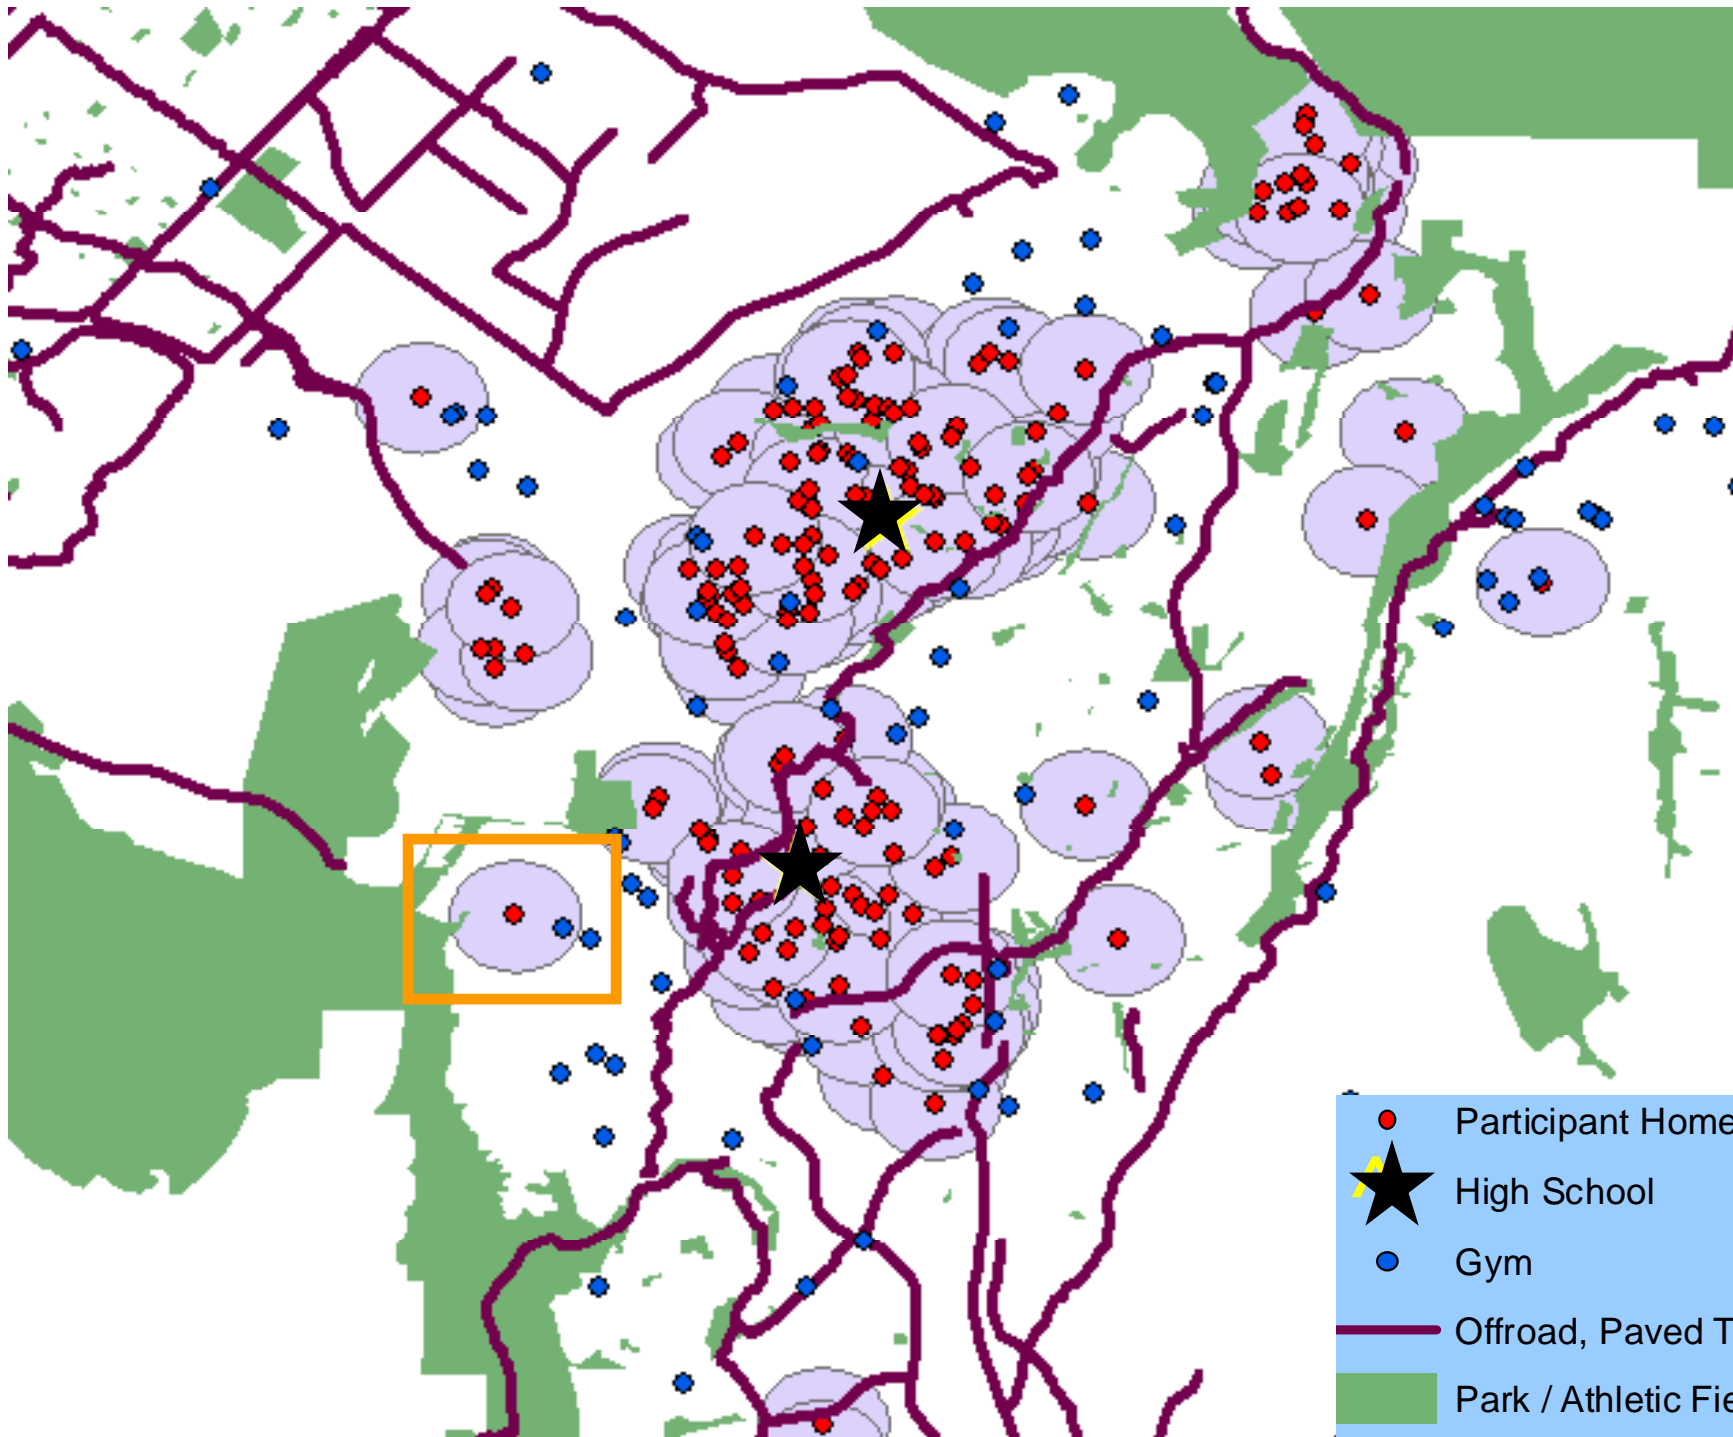 Participant Home
High School
Gym
Offroad, Paved T
Park / Athletic Fie